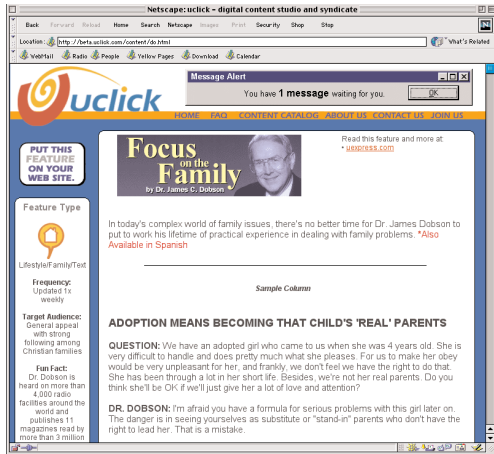 Netscape: uclick - digital content studio and syndicate
Back Forward Reload Home Search Netscape Images Print Security Shop Stop
Location: http://beta.uclick.com/content/do.html What's Related
WebMail Radio People Yellow Pages Download Calendar
uclick
Message Alert
You have 1 message waiting for you.
OK
HOME FAQ CONTENT CATALOG ABOUT US CONTACT US JOIN US
PUT THIS
FEATURE
ON YOUR
WEB SITE.
Feature Type
Lifestyle/Family/Text
Frequency:
Updated 1x
weekly
Target Audience:
General appeal
with strong
following among
Christian families
Fun Fact:
Dr. Dobson is
heard on more than
4,000 radio
facilities around the
world and
publishes 11
magazines read by
more than 3 million
Focus
on the
Family
by Dr. James C. Dobson
Read this feature and more at:
• uexpress.com
In today's complex world of family issues, there's no better time for Dr. James Dobson to
put to work his lifetime of practical experience in dealing with family problems. *Also
Available in Spanish
Sample Column
ADOPTION MEANS BECOMING THAT CHILD'S 'REAL' PARENTS
QUESTION: We have an adopted girl who came to us when she was 4 years old. She is
very difficult to handle and does pretty much what she pleases. For us to make her obey
would be very unpleasant for her, and frankly, we don't feel we have the right to do that.
She has been through a lot in her short life. Besides, we're not her real parents. Do you
think she'll be OK if we'll just give her a lot of love and attention?
DR. DOBSON: I'm afraid you have a formula for serious problems with this girl later on.
The danger is in seeing yourselves as substitute or "stand-in" parents who don't have the
right to lead her. That is a mistake.